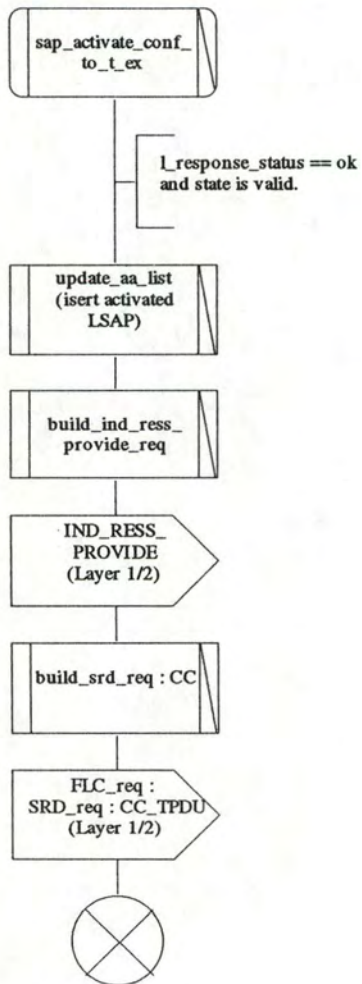 sap_activate_conf_
to_t_ex
l_response_status == ok
and state is valid.
update_aa_list
(isert activated
LSAP)
build_ind_ress_
provide_req
IND_RESS_
PROVIDE
(Layer 1/2)
build_srd_req : CC
FLC_req :
SRD_req : CC_TPDU
(Layer 1/2)